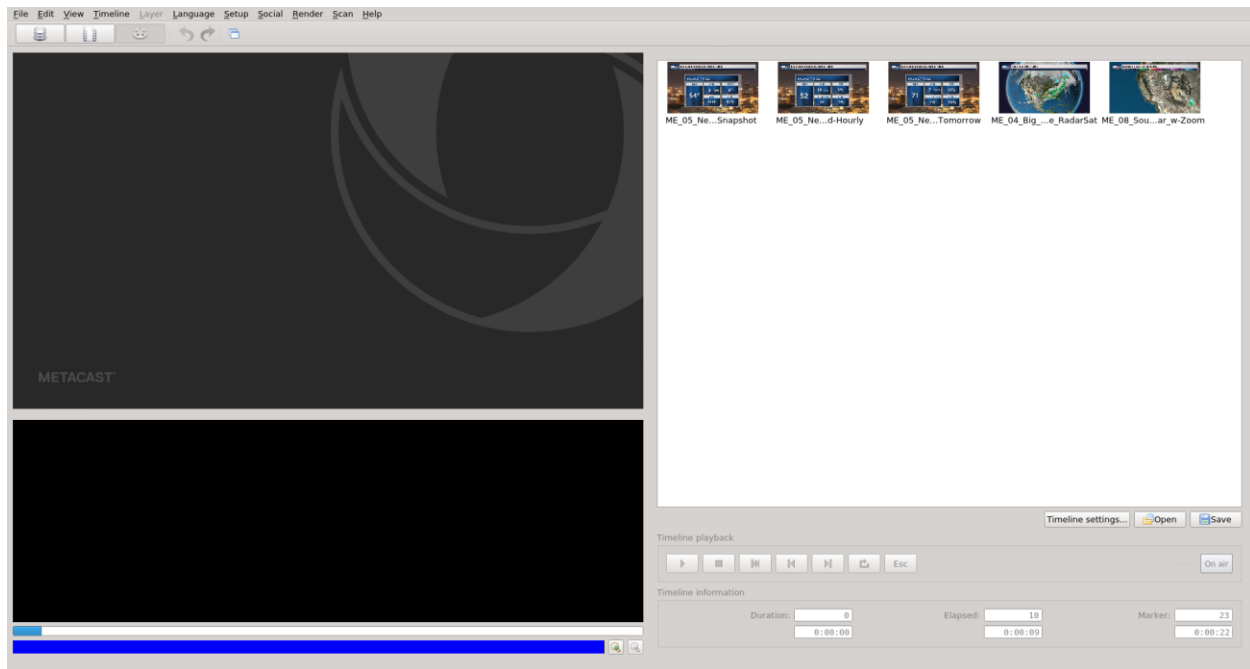 File Edit View Timeline Layer Language Setup Social Render Scan Help
METACAST
ME_05_Ne...Snapshot ME_05_Ne...d-Hourly ME_05_Ne...Tomorrow ME_04_Big_...e_RadarSat ME_08_Sou...ar_w-Zoom
Timeline settings... Open Save
Timeline playback
Esc On air
Timeline information
Duration: 0 Elapsed: 10 Marker: 23
0:00:00 0:00:09 0:00:22